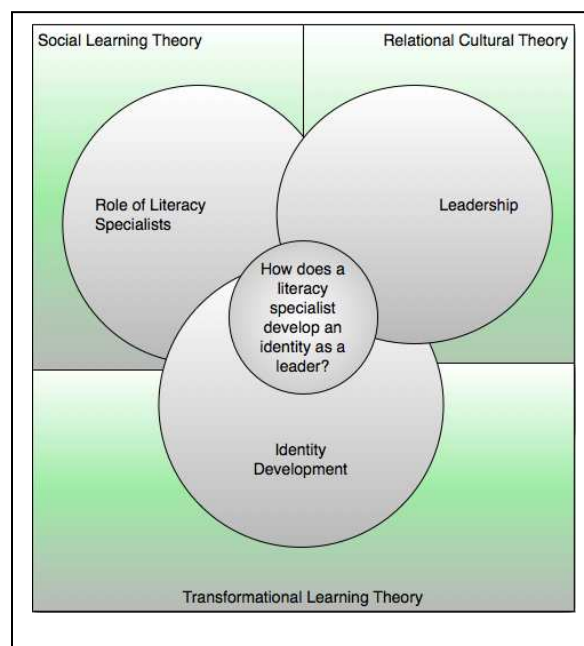 Social Learning Theory
Relational Cultural Theory
Role of Literacy
Specialists
Leadership
How does a
literacy
specialist
develop an
identity as a
leader?
Identity
Development
Transformational Learning Theory